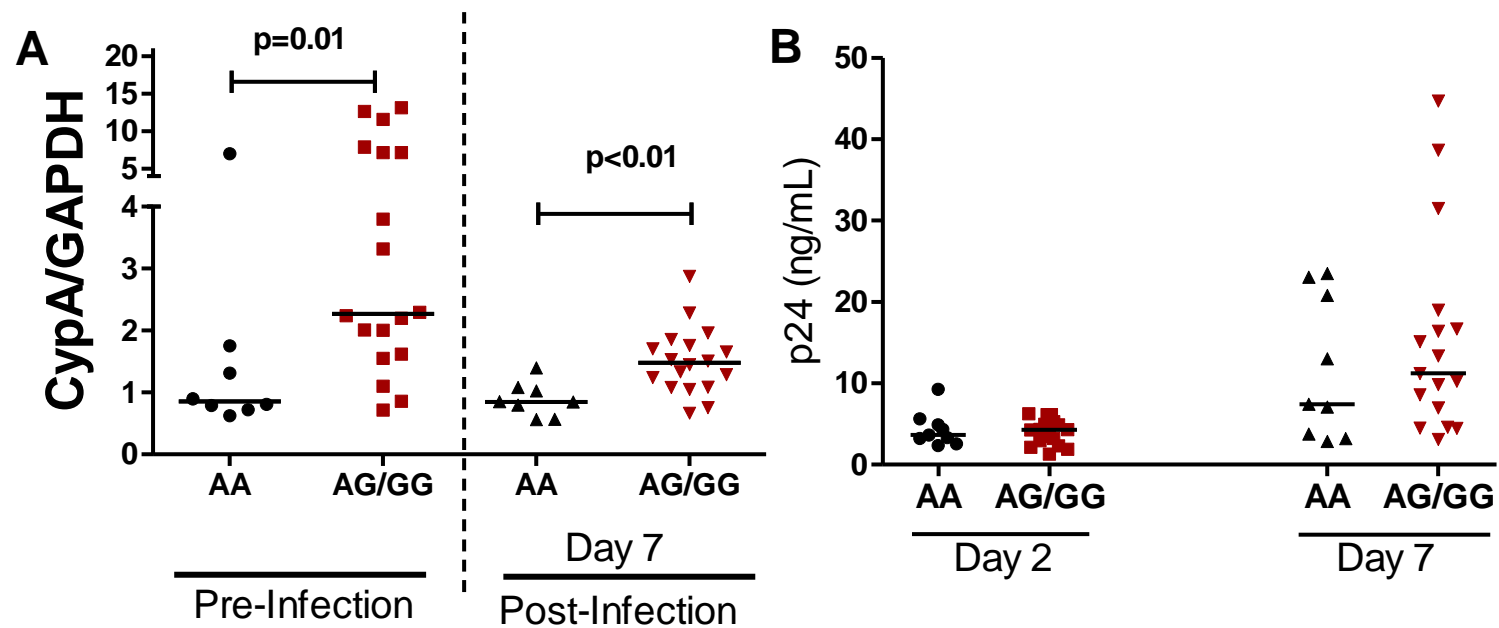 A
CypA/GAPDH
20
15
10
5
4
3
2
1
0
p=0.01
p<0.01
AA
AG/GG
AA
AG/GG
Day 7
Pre-Infection
Post-Infection
B
p24 (ng/mL)
50
40
30
20
10
0
AA
AG/GG
AA
AG/GG
Day 2
Day 7